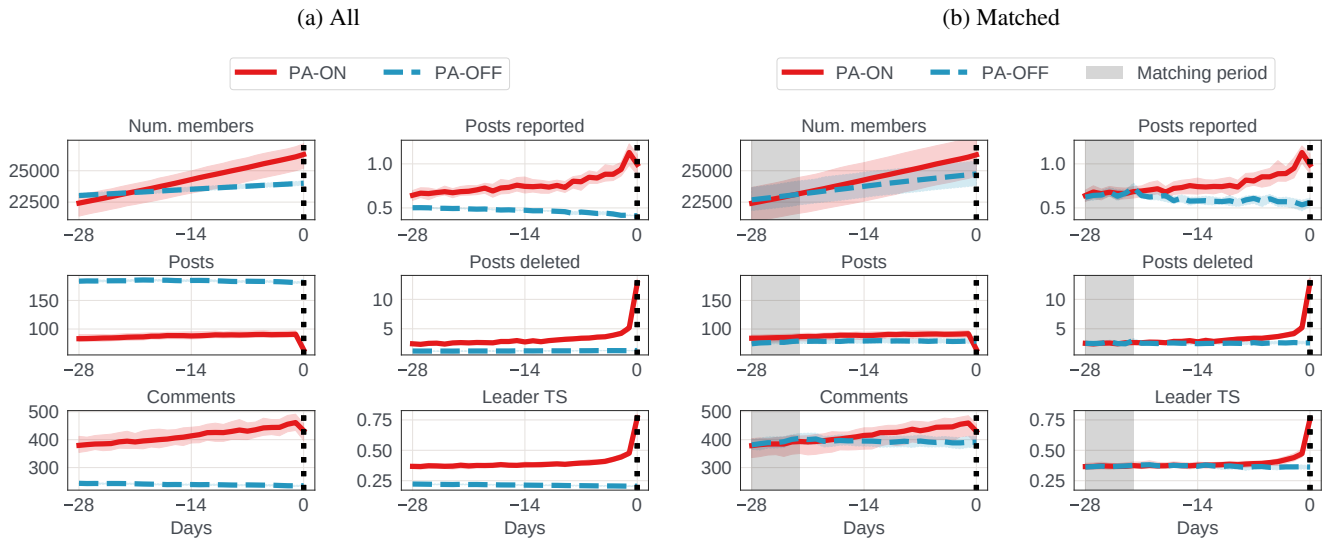 (a) All
(b) Matched
PA-ON PA-OFF
PA-ON PA-OFF Matching period
Num. members
25000
22500
−28 −14 0
Posts reported
1.0
0.5
−28 −14 0
Num. members
25000
22500
−28 −14 0
Posts reported
1.0
0.5
−28 −14 0
Posts
150
100
−28 −14 0
Posts deleted
10
5
−28 −14 0
Posts
150
100
−28 −14 0
Posts deleted
10
5
−28 −14 0
Comments
500
400
300
−28 −14 0
Days
Leader TS
0.75
0.50
0.25
−28 −14 0
Days
Comments
500
400
300
−28 −14 0
Days
Leader TS
0.75
0.50
0.25
−28 −14 0
Days